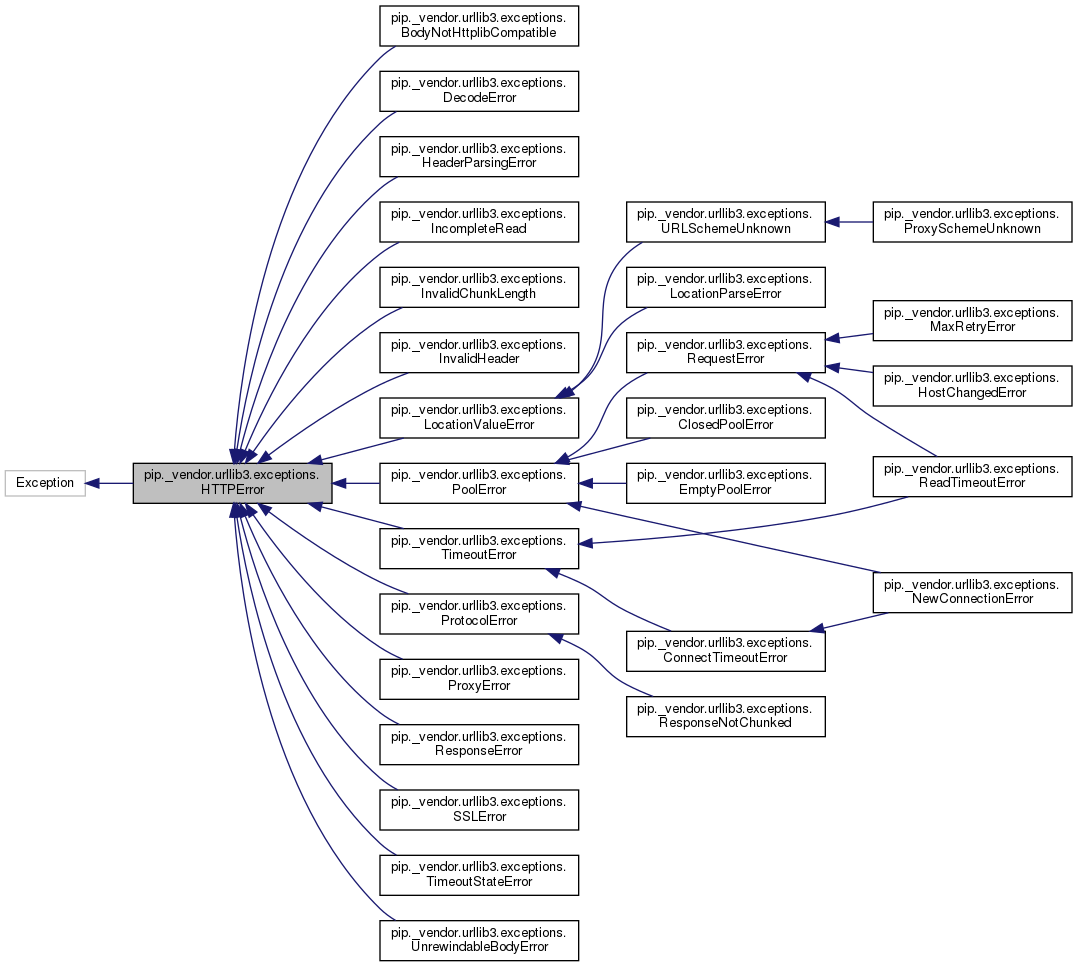 Exception
pip._vendor.urllib3.exceptions.
HTTPError
pip._vendor.urllib3.exceptions.
BodyNotHttplibCompatible
pip._vendor.urllib3.exceptions.
DecodeError
pip._vendor.urllib3.exceptions.
HeaderParsingError
pip._vendor.urllib3.exceptions.
IncompleteRead
pip._vendor.urllib3.exceptions.
InvalidChunkLength
pip._vendor.urllib3.exceptions.
InvalidHeader
pip._vendor.urllib3.exceptions.
LocationValueError
pip._vendor.urllib3.exceptions.
PoolError
pip._vendor.urllib3.exceptions.
TimeoutError
pip._vendor.urllib3.exceptions.
ProtocolError
pip._vendor.urllib3.exceptions.
ProxyError
pip._vendor.urllib3.exceptions.
ResponseError
pip._vendor.urllib3.exceptions.
SSLError
pip._vendor.urllib3.exceptions.
TimeoutStateError
pip._vendor.urllib3.exceptions.
UnrewindableBodyError
pip._vendor.urllib3.exceptions.
URLSchemeUnknown
pip._vendor.urllib3.exceptions.
LocationParseError
pip._vendor.urllib3.exceptions.
RequestError
pip._vendor.urllib3.exceptions.
ClosedPoolError
pip._vendor.urllib3.exceptions.
EmptyPoolError
pip._vendor.urllib3.exceptions.
ConnectTimeoutError
pip._vendor.urllib3.exceptions.
ResponseNotChunked
pip._vendor.urllib3.exceptions.
ProxySchemeUnknown
pip._vendor.urllib3.exceptions.
MaxRetryError
pip._vendor.urllib3.exceptions.
HostChangedError
pip._vendor.urllib3.exceptions.
ReadTimeoutError
pip._vendor.urllib3.exceptions.
NewConnectionError